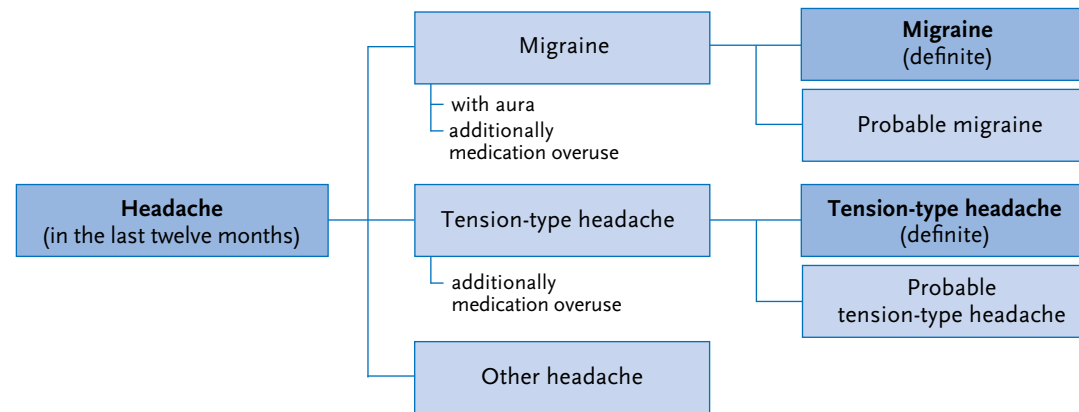 Headache
(in the last twelve months)
Migraine
with aura
additionally
medication overuse
Tension-type headache
additionally
medication overuse
Other headache
Migraine
(definite)
Probable migraine
Tension-type headache
(definite)
Probable
tension-type headache